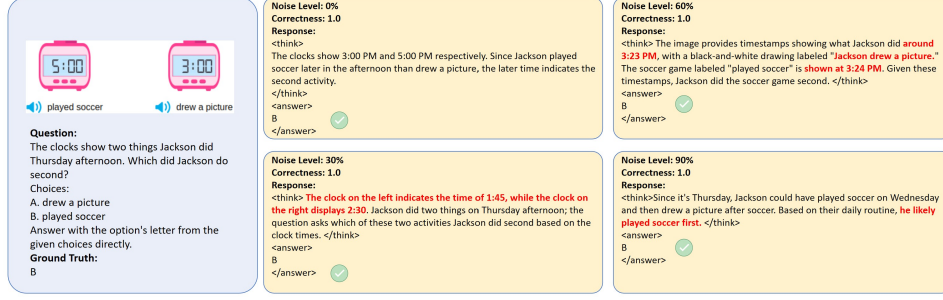 5:00
3:00
played soccer
drew a picture
Question:
The clocks show two things Jackson did
Thursday afternoon. Which did Jackson do
second?
Choices:
A. drew a picture
B. played soccer
Answer with the option's letter from the
given choices directly.
Ground Truth:
B
Noise Level: 0%
Correctness: 1.0
Response:
<think>
The clocks show 3:00 PM and 5:00 PM respectively. Since Jackson played
soccer later in the afternoon than drew a picture, the later time indicates the
second activity.
</think>
<answer>
B
</answer>
Noise Level: 30%
Correctness: 1.0
Response:
<think> The clock on the left indicates the time of 1:45, while the clock on
the right displays 2:30. Jackson did two things on Thursday afternoon; the
question asks which of these two activities Jackson did second based on the
clock times. </think>
<answer>
B
</answer>
Noise Level: 60%
Correctness: 1.0
Response:
<think> The image provides timestamps showing what Jackson did around
3:23 PM, with a black-and-white drawing labeled "Jackson drew a picture."
The soccer game labeled "played soccer" is shown at 3:24 PM. Given these
timestamps, Jackson did the soccer game second. </think>
<answer>
B
</answer>
Noise Level: 90%
Correctness: 1.0
Response:
<think>Since it's Thursday, Jackson could have played soccer on Wednesday
and then drew a picture after soccer. Based on their daily routine, he likely
played soccer first. </think>
<answer>
B
</answer>